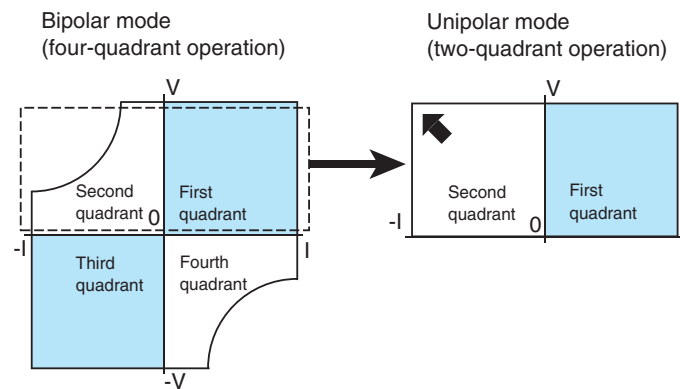 Bipolar mode
(four-quadrant operation)
V
Second
quadrant
First
quadrant
0
-I
I
Third
quadrant
Fourth
quadrant
-V
Unipolar mode
(two-quadrant operation)
V
Second
quadrant
First
quadrant
-I
0
I